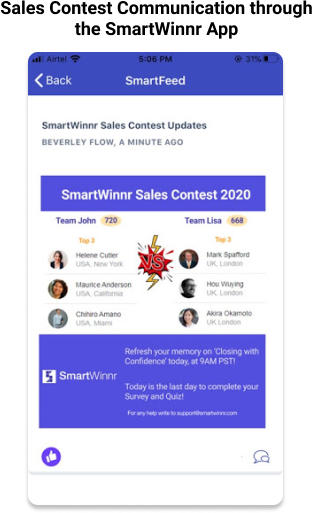 Sales Contest Communication through
the SmartWinnr App
Airtel 5:06 PM 31%
Back SmartFeed
SmartWinnr Sales Contest Updates
BEVERLEY FLOW, A MINUTE AGO
SmartWinnr Sales Contest 2020
Team John 720 Team Lisa 668
Top 3 Top 3
Helene Cutler
USA, New York
Mark Spafford
UK, London
VS
Maurice Anderson
USA, California
Hou Wuying
UK, London
Chihiro Amano
USA, Miami
Akira Okamolo
UK London
Refresh your memory on 'Closing with
Confidence' today, at 9AM PST!
SmartWinnr
Today is the last day to complete your
Survey and Quiz!
For any help write to support@smartwinnr.com